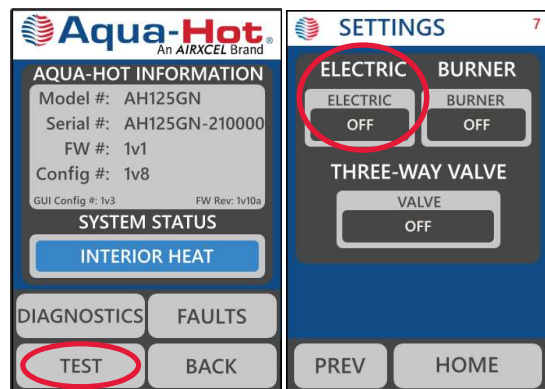 Aqua-Hot®
An AIRXCEL Brand
AQUA-HOT INFORMATION
Model #: AH125GN
Serial #: AH125GN-210000
FW #: 1v1
Config #: 1v8
GUI Config #: 1v3 FW Rev: 1v10a
SYSTEM STATUS
INTERIOR HEAT
DIAGNOSTICS FAULTS
TEST BACK
SETTINGS 7
ELECTRIC BURNER
ELECTRIC BURNER
OFF OFF
THREE-WAY VALVE
VALVE
OFF
PREV HOME